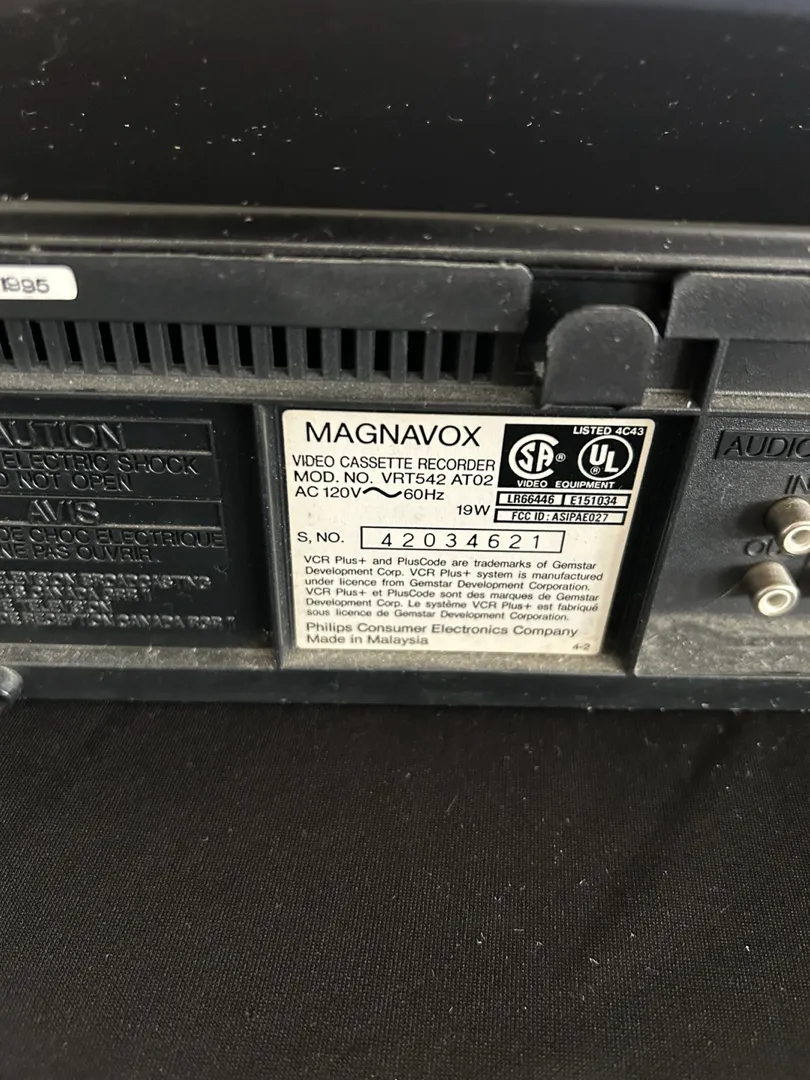 1995
AUTION
ELECTRIC SHOCK
NOT OPEN
AVIS
DE CHOC ELECTRIQUE
NE PAS OUVRIR
MAGNAVOX
VIDEO CASSETTE RECORDER
MOD. NO. VRT542 AT02
AC 120V～60Hz
19W
LISTED 4C43
SA ®
UL ®
VIDEO EQUIPMENT
LR66446 E151034
FCC ID: ASIPAE027
S, NO. 42034621
VCR Plus+ and PlusCode are trademarks of Gemstar
Development Corp. VCR Plus+ system is manufactured
under licence from Gemstar Development Corporation.
VCR Plus+ et PlusCode sont des marques de Gemstar
Development Corp. Le système VCR Plus+ est fabriqué
sous licence de Gemstar Development Corporation.
Philips Consumer Electronics Company
Made in Malaysia
4-2
AUDIO
IN